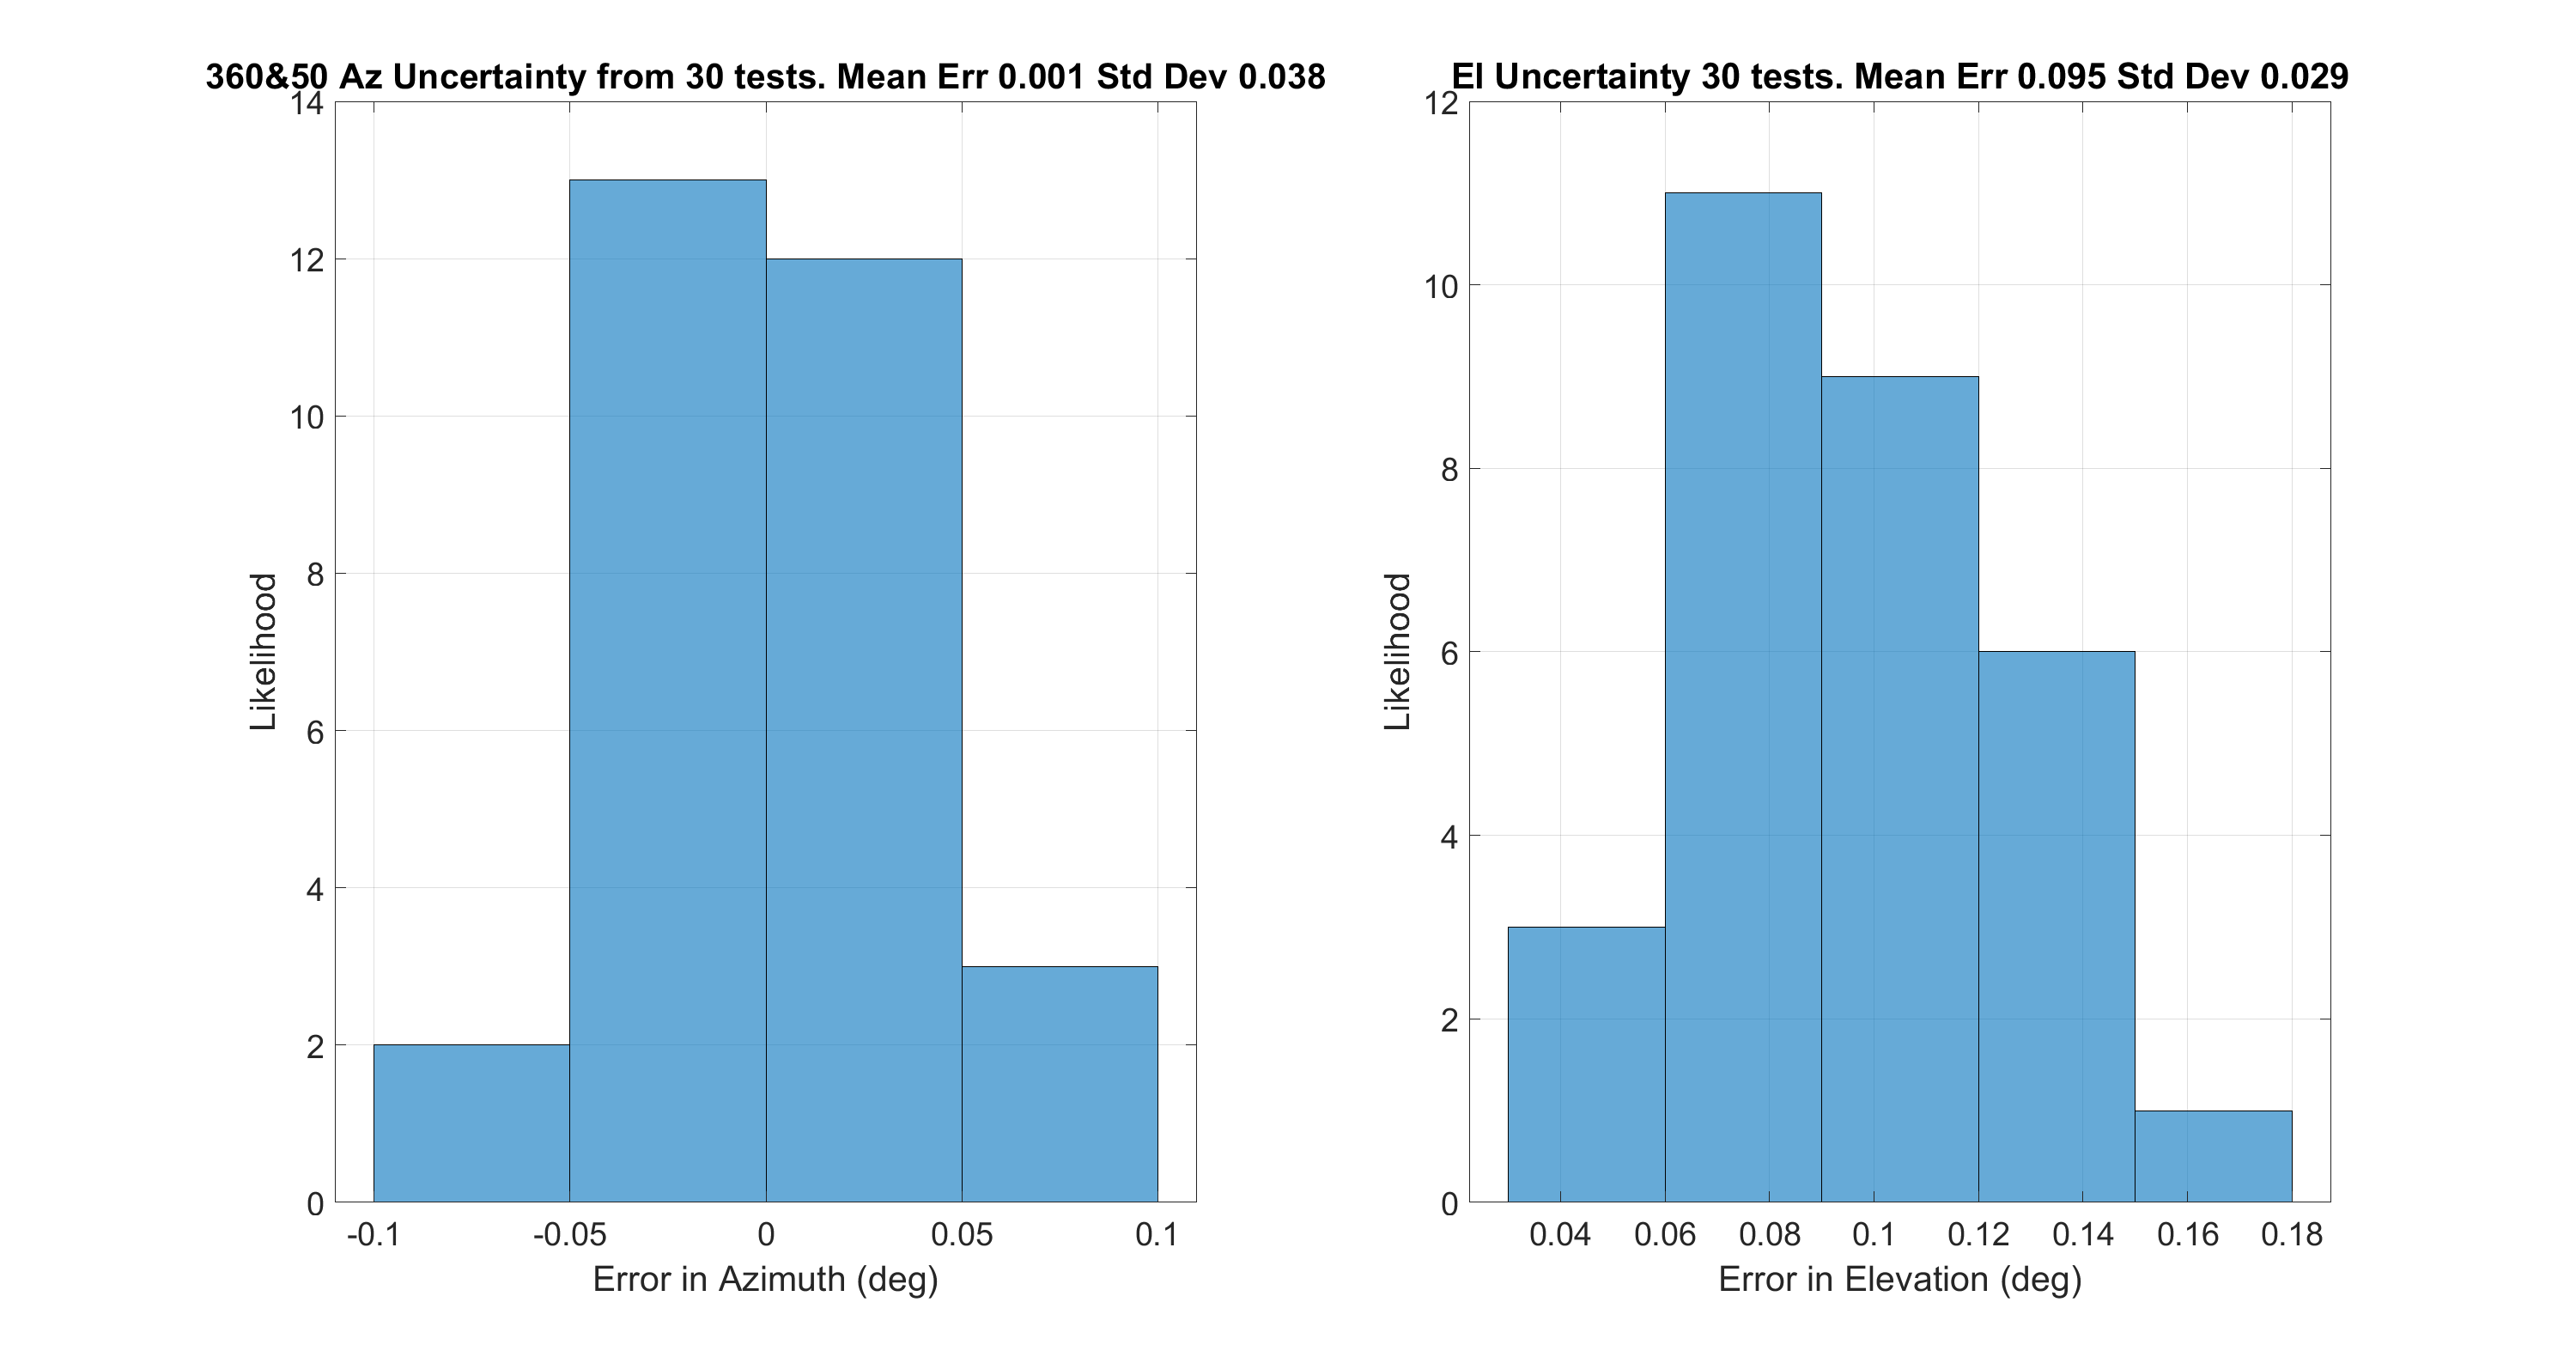 360&50 Az Uncertainty from 30 tests. Mean Err 0.001 Std Dev 0.038
14
12
10
8
6
4
2
0
Likelihood
-0.1 -0.05 0 0.05 0.1
Error in Azimuth (deg)
El Uncertainty 30 tests. Mean Err 0.095 Std Dev 0.029
12
10
8
6
4
2
0
Likelihood
0.04 0.06 0.08 0.1 0.12 0.14 0.16 0.18
Error in Elevation (deg)